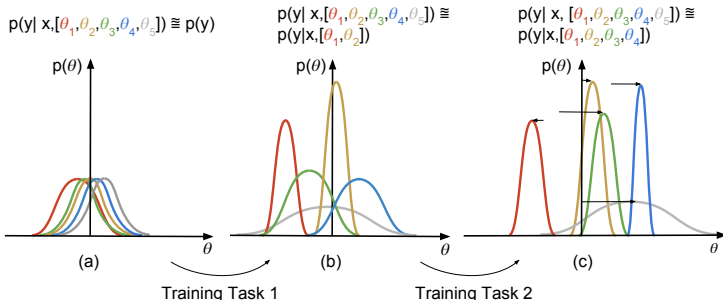 p(y| x,[θ1,θ2,θ3,θ4,θ5]) ≊ p(y)
p(θ)
θ
(a)
p(y| x,[θ1,θ2,θ3,θ4,θ5]) ≊
p(y|x,[θ1,θ2])
p(θ)
θ
(b)
p(y| x, [θ1,θ2,θ3,θ4,θ5]) ≊
p(y|x,[θ1,θ2,θ3,θ4])
p(θ)
θ
(c)
Training Task 1
Training Task 2